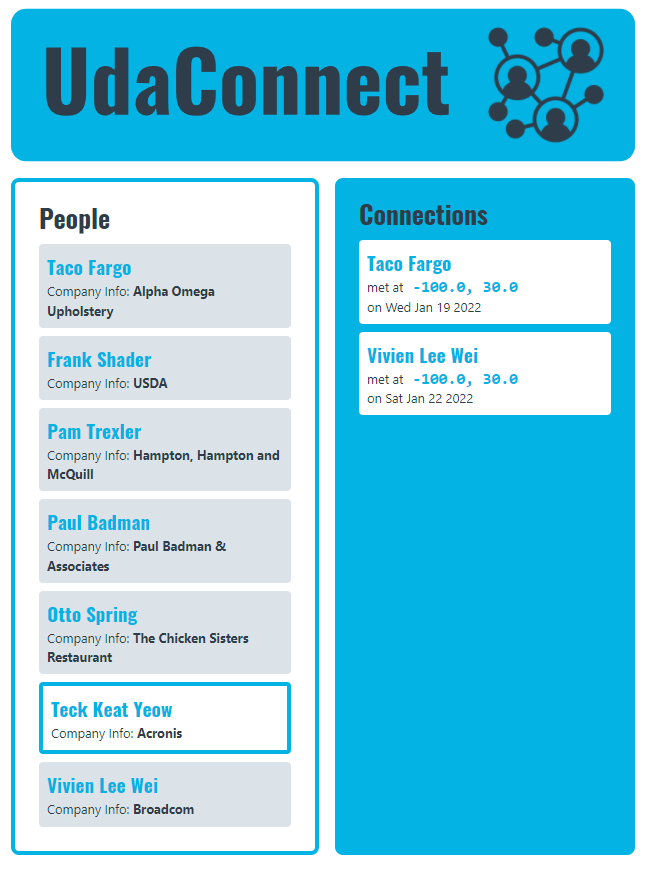 UdaConnect
People
Taco Fargo
Company Info: Alpha Omega
Upholstery
Frank Shader
Company Info: USDA
Pam Trexler
Company Info: Hampton, Hampton and
McQuill
Paul Badman
Company Info: Paul Badman &
Associates
Otto Spring
Company Info: The Chicken Sisters
Restaurant
Teck Keat Yeow
Company Info: Acronis
Vivien Lee Wei
Company Info: Broadcom
Connections
Taco Fargo
met at -100.0, 30.0
on Wed Jan 19 2022
Vivien Lee Wei
met at -100.0, 30.0
on Sat Jan 22 2022